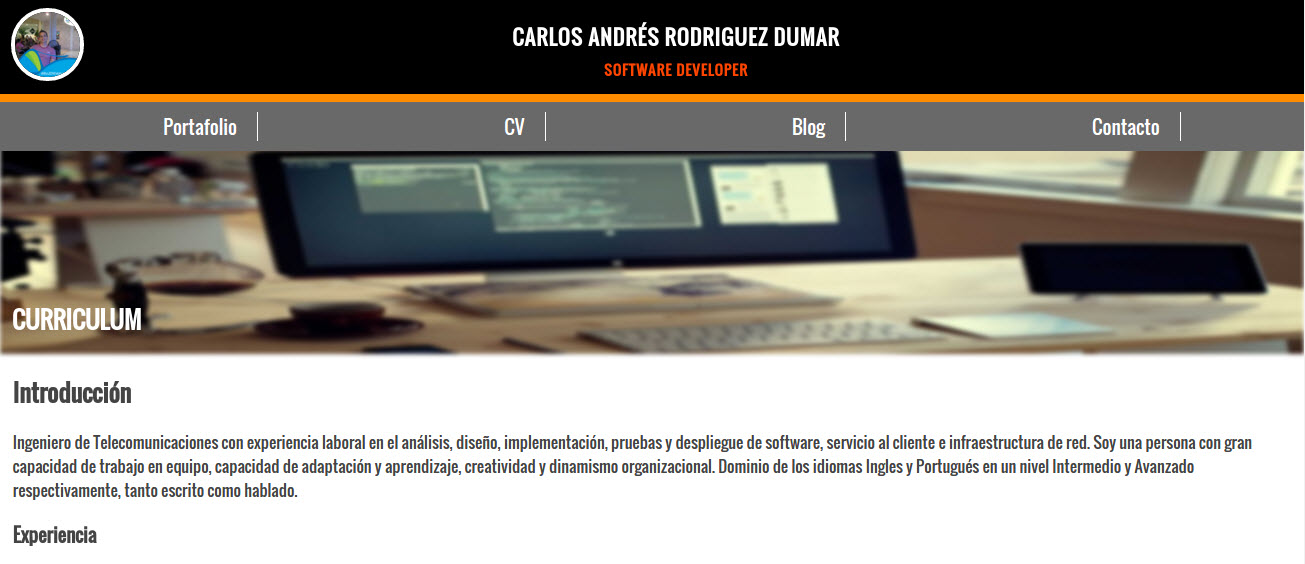 CARLOS ANDRÉS RODRIGUEZ DUMAR
SOFTWARE DEVELOPER
Portafolio
CV
Blog
Contacto
CURRICULUM
Introducción
Ingeniero de Telecomunicaciones con experiencia laboral en el análisis, diseño, implementación, pruebas y despliegue de software, servicio al cliente e infraestructura de red. Soy una persona con gran
capacidad de trabajo en equipo, capacidad de adaptación y aprendizaje, creatividad y dinamismo organizacional. Dominio de los idiomas Ingles y Portugués en un nivel Intermedio y Avanzado
respectivamente, tanto escrito como hablado.
Experiencia